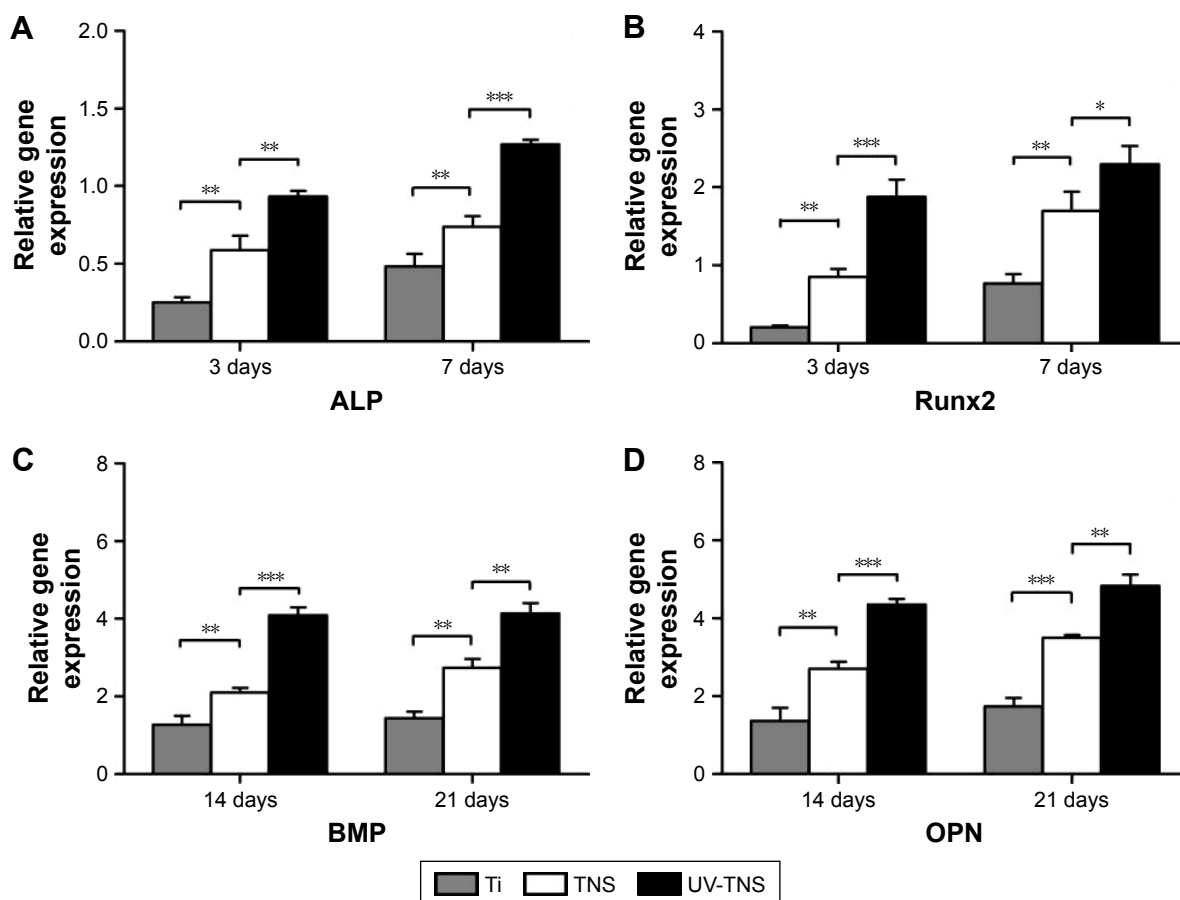 A
Relative gene
expression
2.0
1.5
1.0
0.5
0.0
**
**
**
***
3 days
7 days
ALP
B
Relative gene
expression
4
3
2
1
0
**
***
**
*
3 days
7 days
Runx2
C
Relative gene
expression
8
6
4
2
0
**
***
**
**
14 days
21 days
BMP
D
Relative gene
expression
8
6
4
2
0
**
***
***
**
14 days
21 days
OPN
Ti
TNS
UV-TNS